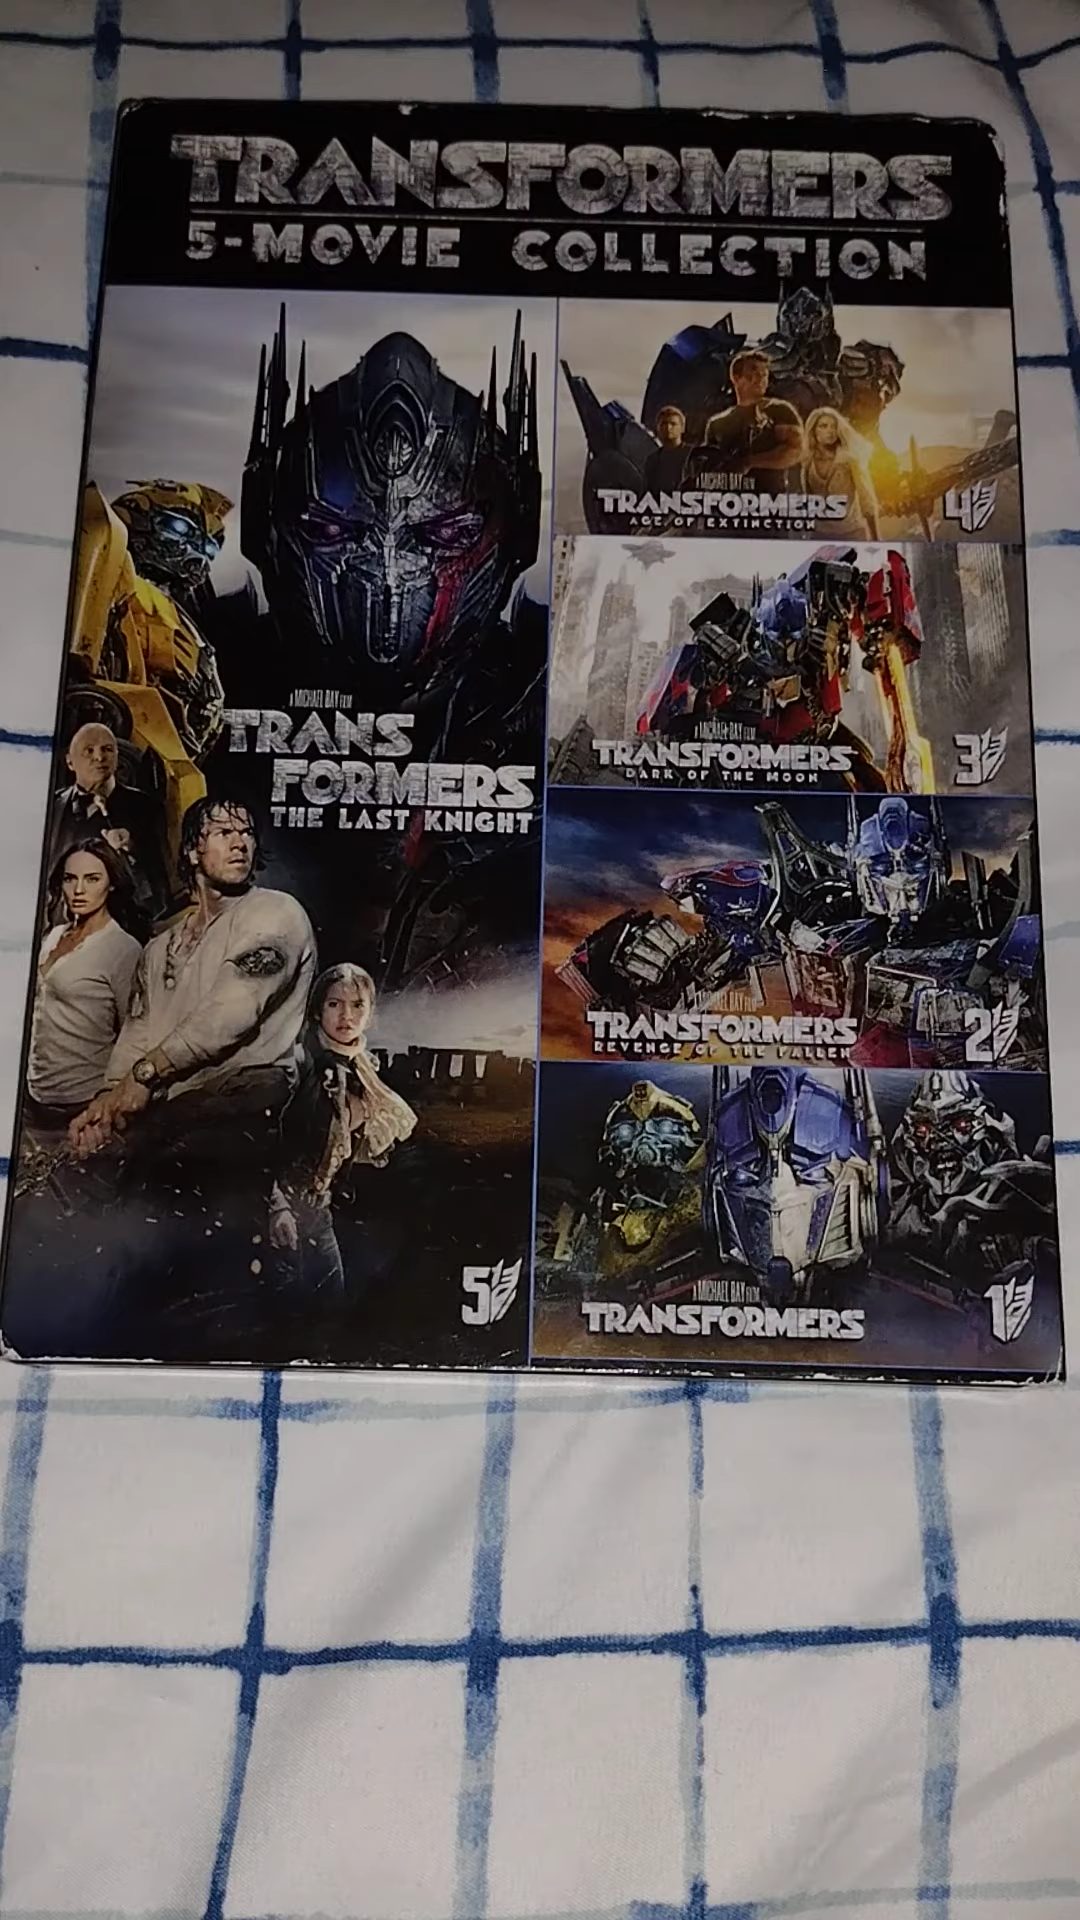 TRANSFORMERS
5-MOVIE COLLECTION
A MICHAEL BAY FILM
TRANS
FORMERS
THE LAST KNIGHT
5
A MICHAEL BAY FILM
TRANSFORMERS
AGE OF EXTINCTION
4
A MICHAEL BAY FILM
TRANSFORMERS
DARK OF THE MOON
3
A MICHAEL BAY FILM
TRANSFORMERS
REVENGE OF THE FALLEN
2
A MICHAEL BAY FILM
TRANSFORMERS
1